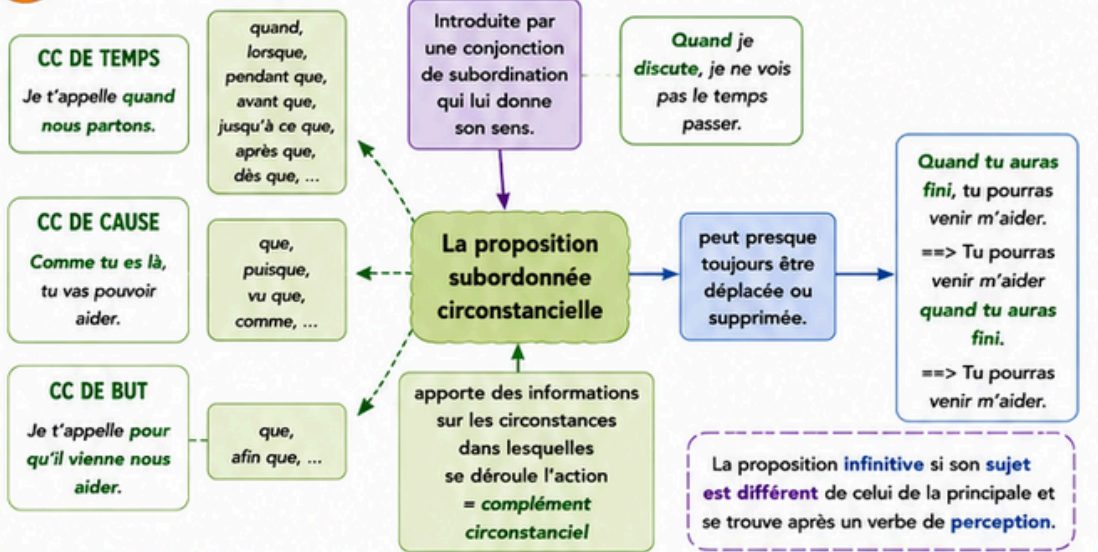 CC DE TEMPS
Je t'appelle quand
nous partons.
quand,
lorsque,
pendant que,
avant que,
jusqu'à ce que,
après que,
dès que, ...
Introduite par
une conjonction
de subordination
qui lui donne
son sens.
Quand je
discute, je ne vois
pas le temps
passer.
CC DE CAUSE
Comme tu es là,
tu vas pouvoir
aider.
que,
puisque,
vu que,
comme, ...
La proposition
subordonnée
circonstancielle
peut presque
toujours être
déplacée ou
supprimée.
Quand tu auras
fini, tu pourras
venir m'aider.
==> Tu pourras
venir m'aider
quand tu auras
fini.
==> Tu pourras
venir m'aider.
CC DE BUT
Je t'appelle pour
qu'il vienne nous
aider.
que,
afin que, ...
apporte des informations
sur les circonstances
dans lesquelles
se déroule l'action
= complément
circonstanciel
La proposition infinitive si son sujet
est différent de celui de la principale et
se trouve après un verbe de perception.